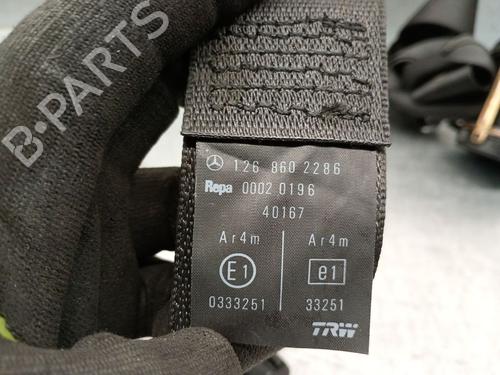 B-PARTS
126 860 2286
Repa 0002 0196
40167
Ar4m Ar4m
E1 e1
0333251 33251
TRW